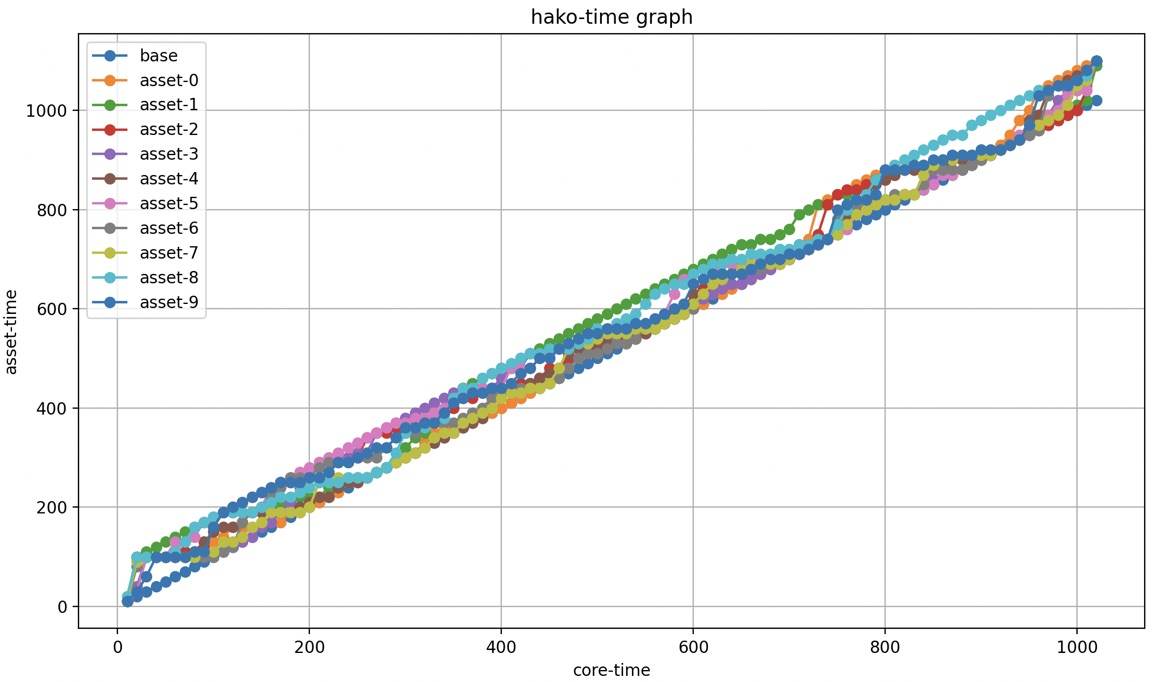 hako-time graph
base
asset-0
asset-1
asset-2
asset-3
asset-4
asset-5
asset-6
asset-7
asset-8
asset-9
asset-time
1000
800
600
400
200
0
0 200 400 600 800 1000
core-time